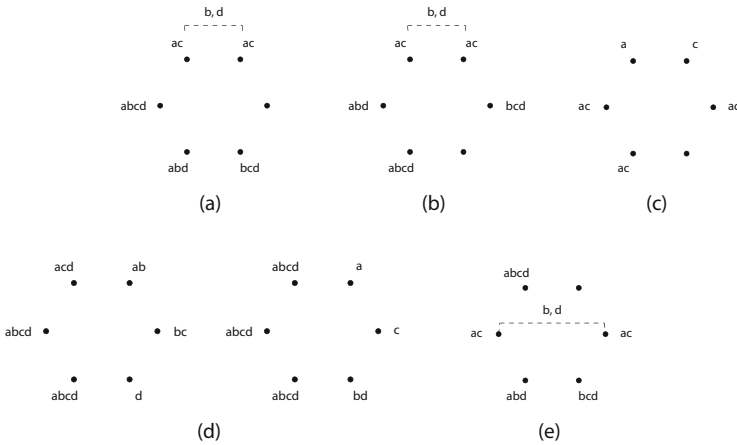 b, d
b, d
ac ac
ac ac
a c
abcd
abd bcd
ac ac
abd bcd
abcd
ac
(a) (b) (c)
acd ab
abcd a
abcd
b, d
abcd bc
abcd c
ac ac
abcd d
abcd bd
abd bcd
(d) (e)